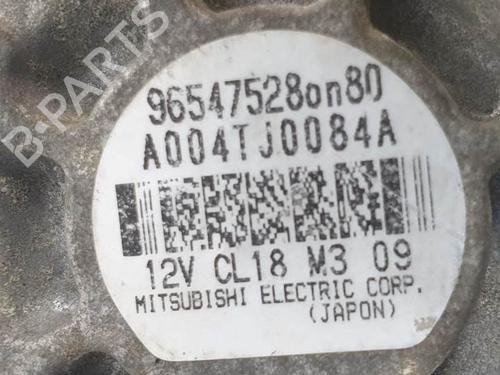 B-PARTS
96547528on80
A004TJ0084A
12V CL18 M3 09
MITSUBISHI ELECTRIC CORP.
(JAPON)